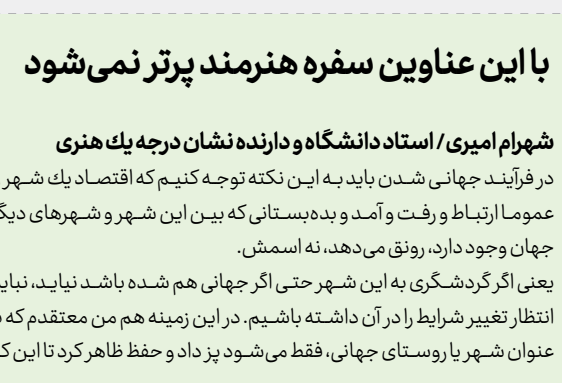 با این عناوین سفره هنرمند پرتر نمی‌شود
شهرام امیری/ استاد دانشگاه و دارنده نشان درجه یك هنری
در فرآیند جهانی شدن باید به این نکته توجه کنیم که اقتصاد یك شهر
عموما ارتباط و رفت و آمد و بده‌بستانی که بین این شهر و شهرهای
جهان وجود دارد، رونق می‌دهد، نه اسمش.
یعنی اگر گردشگری به این شهر حتی اگر جهانی هم شده باشد نیاید،
انتظار تغییر شرایط را در آن داشته باشیم. در این زمینه هم من معتقدم که
عنوان شهر یا روستای جهانی، فقط می‌شود پز داد و حفظ ظاهر کرد تا این